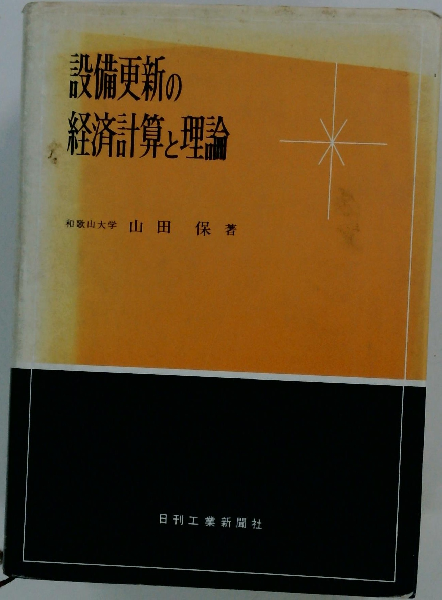 設備更新の
経済計算と理論
和歌山大学 山田 保 著
日刊工業新聞社